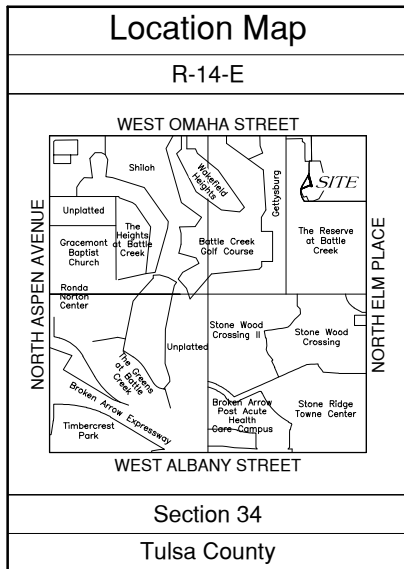 Location Map
R-14-E
WEST OMAHA STREET
NORTH ASPEN AVENUE
NORTH ELM PLACE
Shiloh
Wakefield
Heights
Gettysburg
SITE
Unplatted
The
Heights
at Battle
Creek
Gracemont
Baptist
Church
Battle Creek
Golf Course
The Reserve
at Battle
Creek
Ronda
Norton
Center
Unplatted
Stone Wood
Crossing II
Stone Wood
Crossing
The Greens
at Battle
Creek
Broken Arrow Expressway
Timbercrest
Park
Broken Arrow
Post Acute
Health
Care Campus
Stone Ridge
Towne Center
WEST ALBANY STREET
Section 34
Tulsa County